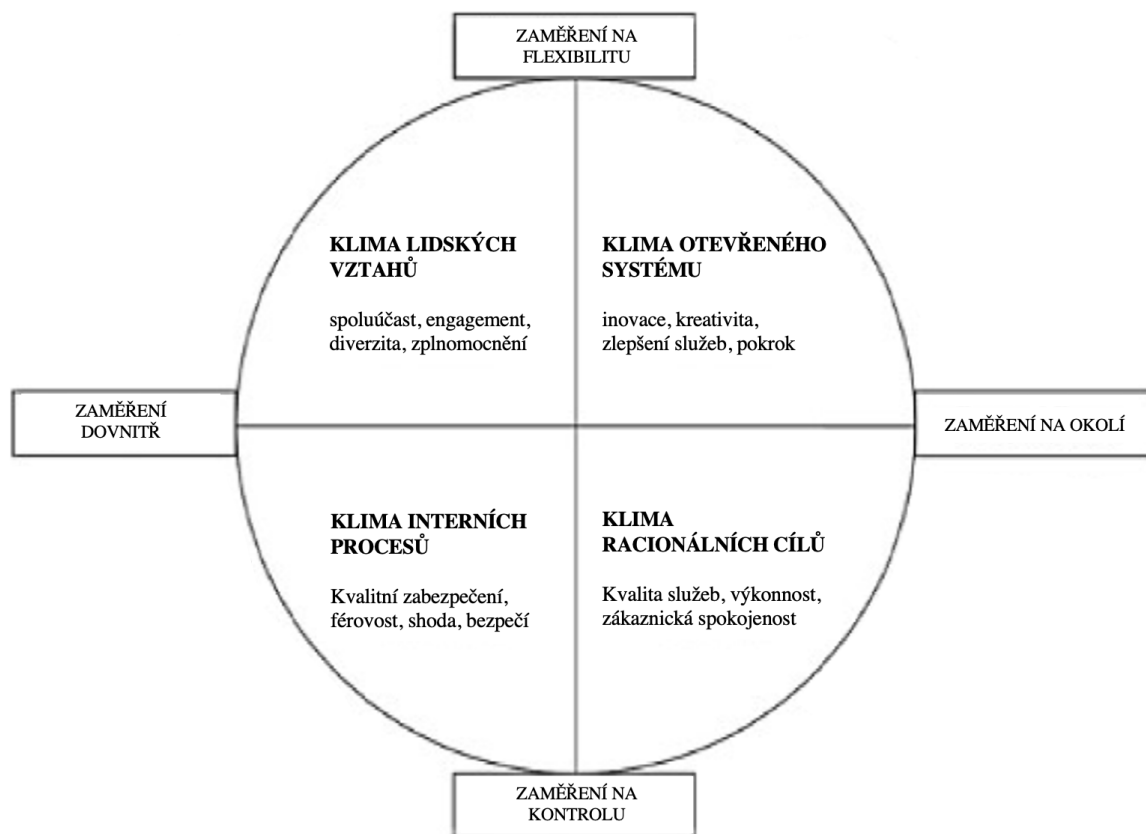 ZAMĚŘENÍ NA
FLEXIBILITU
KLIMA LIDSKÝCH
VZTAHŮ
spoluúčast, engagement,
diverzita, zplnomocnění
KLIMA OTEVŘENÉHO
SYSTÉMU
inovace, kreativita,
zlepšení služeb, pokrok
ZAMĚŘENÍ
DOVNITŘ
ZAMĚŘENÍ NA OKOLÍ
KLIMA INTERNÍCH
PROCESŮ
Kvalitní zabezpečení,
férovost, shoda, bezpečí
KLIMA
RACIONÁLNÍCH CÍLŮ
Kvalita služeb, výkonnost,
zákaznická spokojenost
ZAMĚŘENÍ NA
KONTROLU